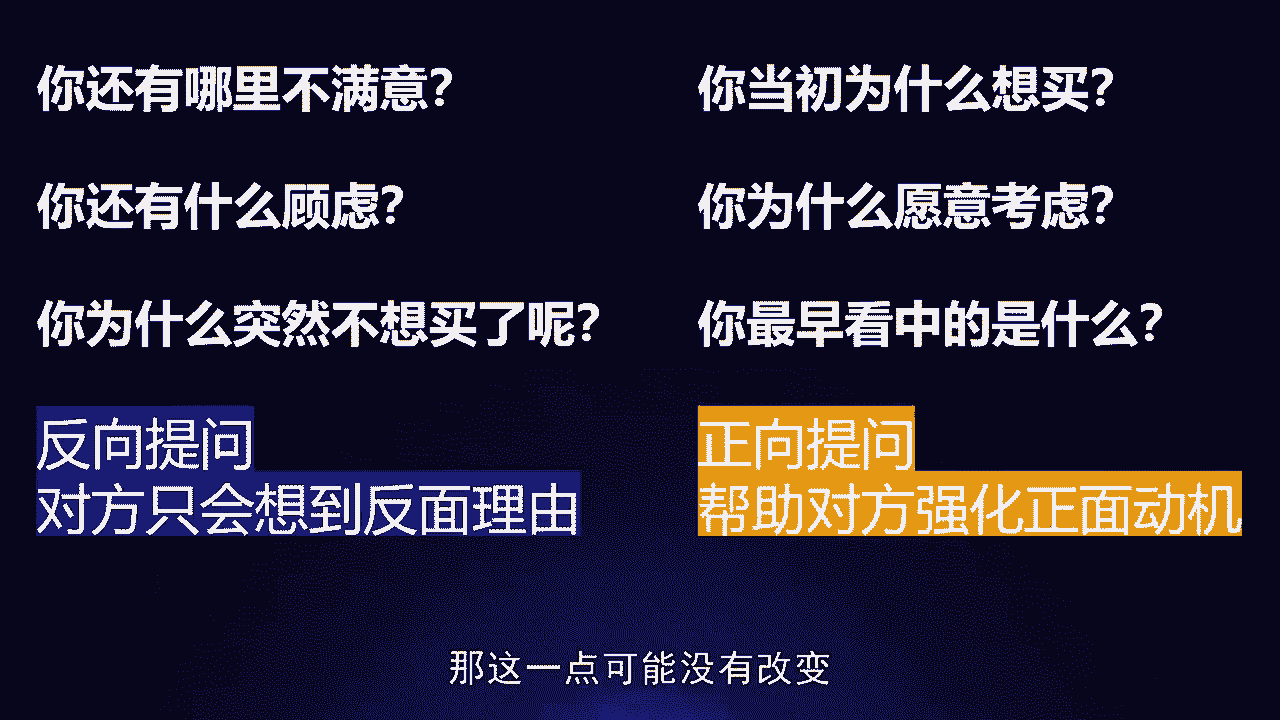 你还有哪里不满意？
你还有什么顾虑？
你为什么突然不想买了呢？
反向提问
对方只会想到反面理由
你当初为什么想买？
你为什么愿意考虑？
你最早看中的是什么？
正向提问
帮助对方强化正面动机
那这一点可能没有改变